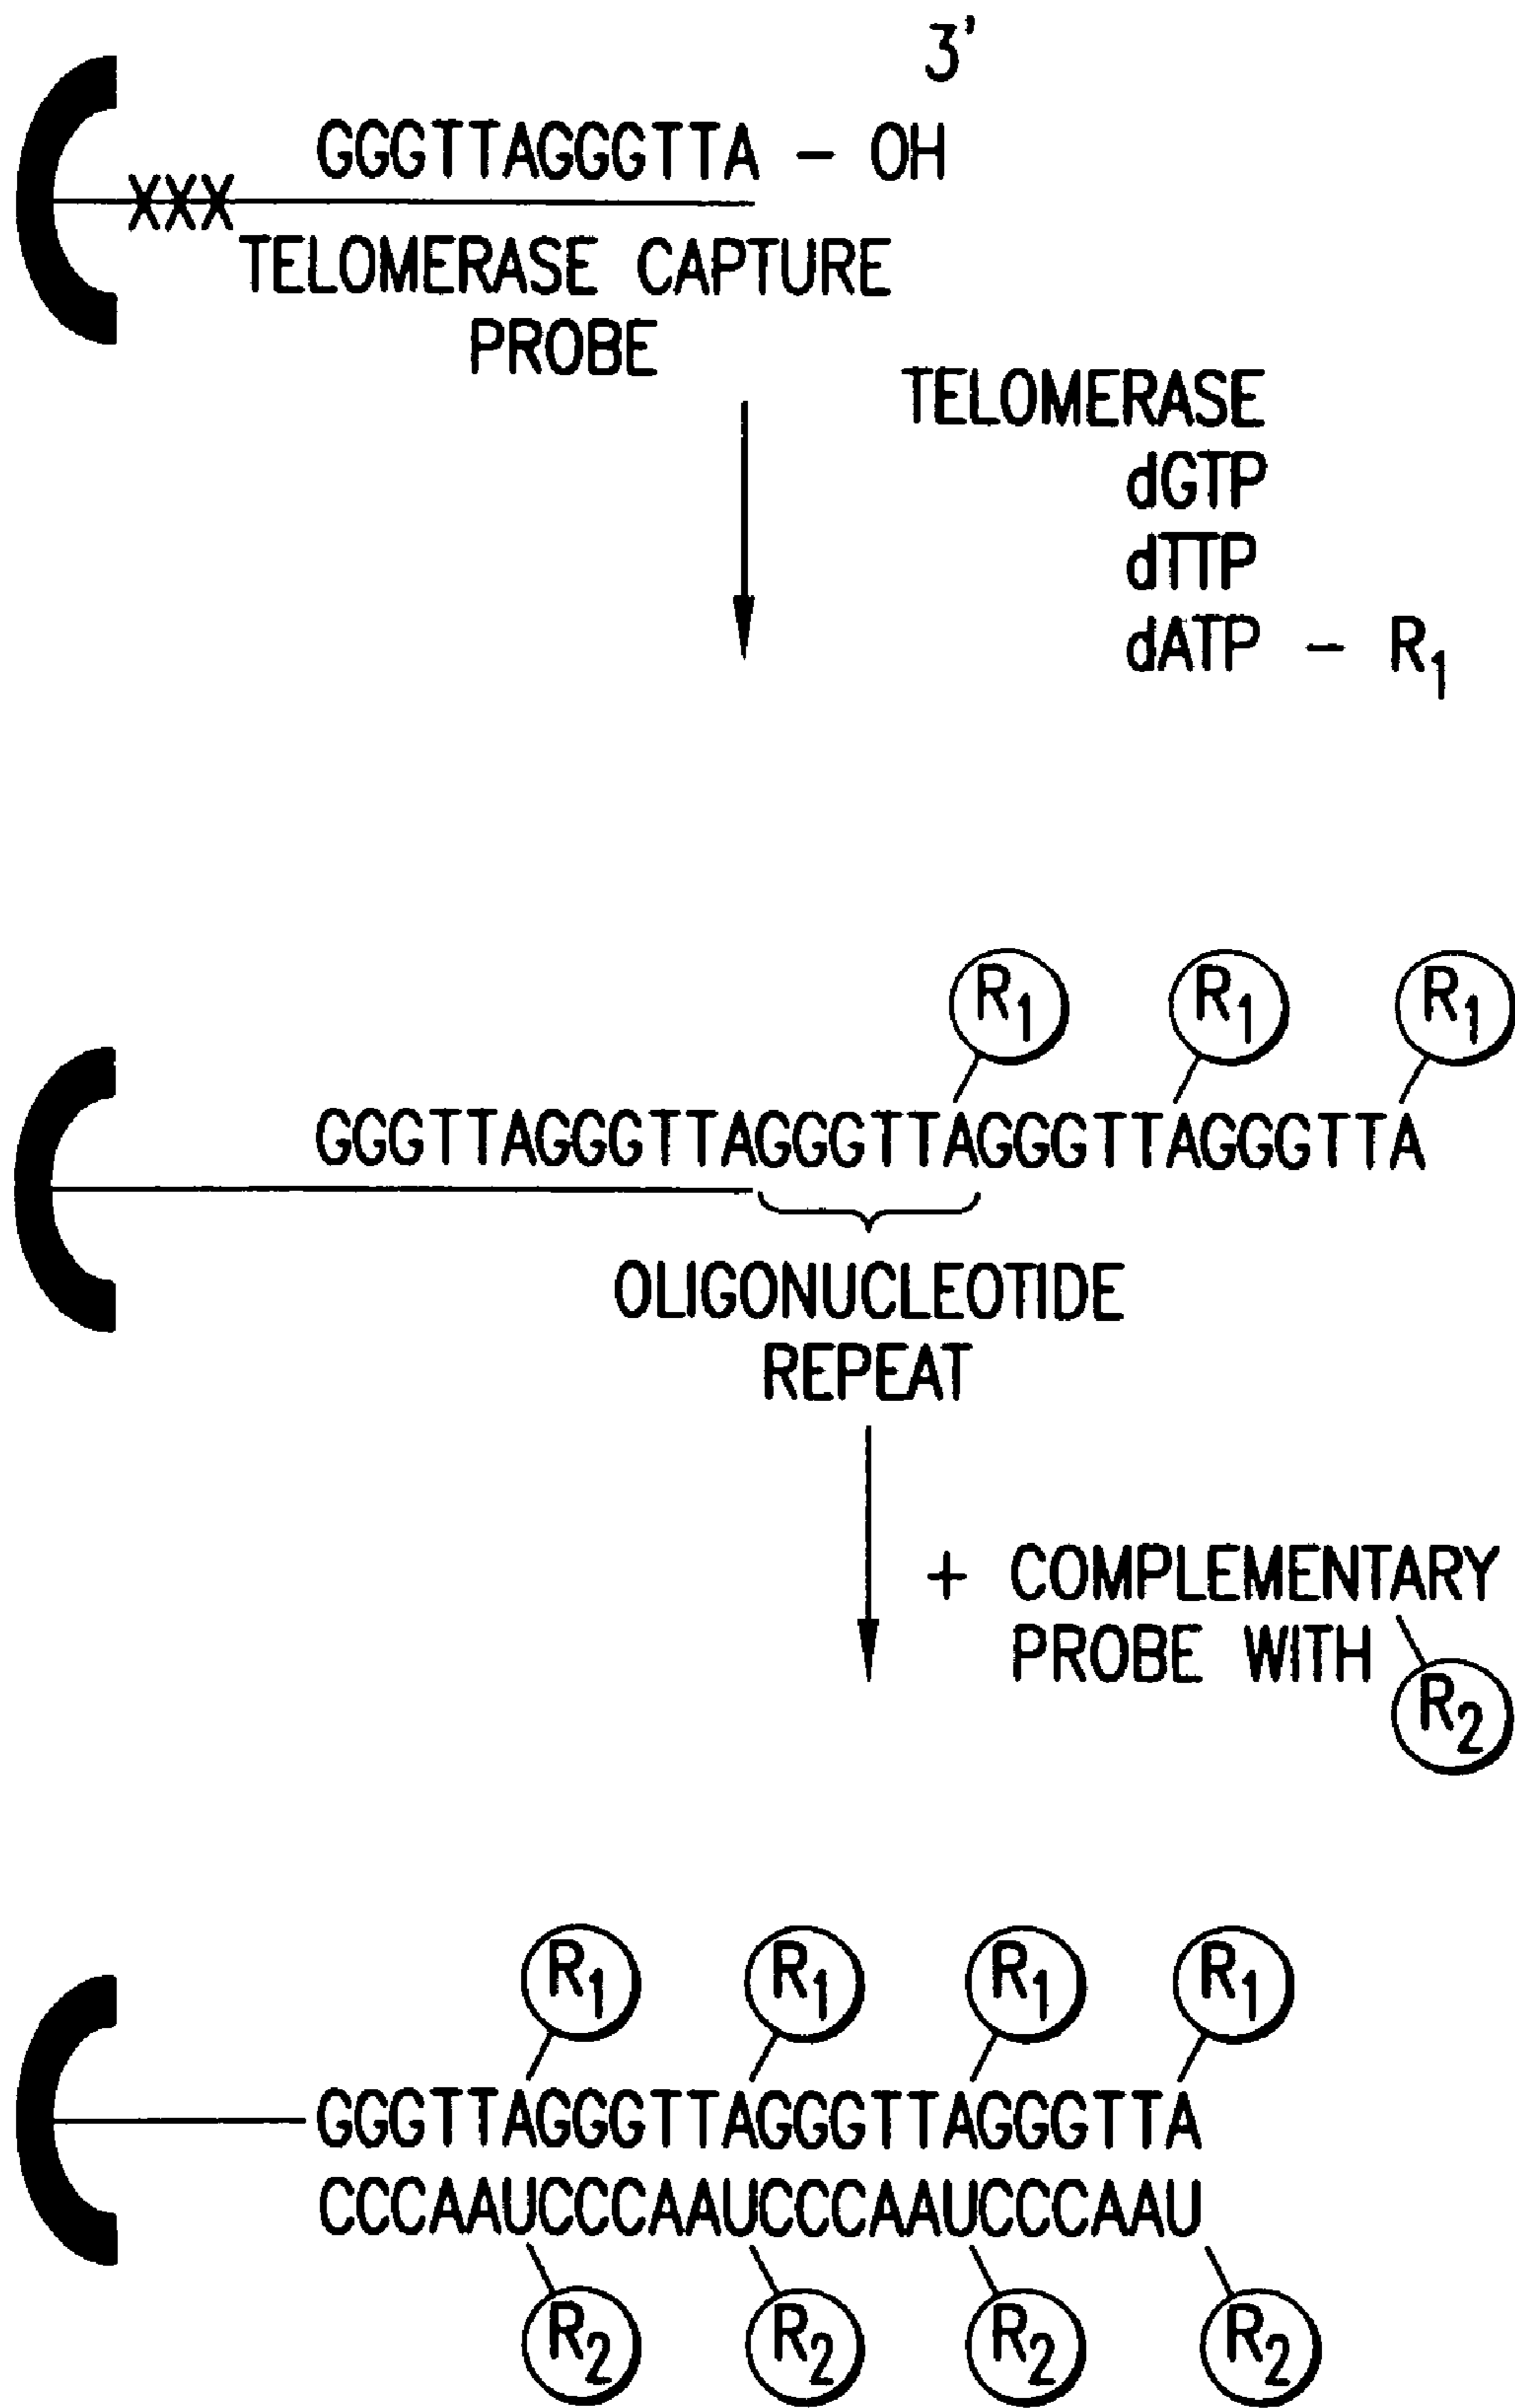 3'
GGGTTAGGGTTA – OH
XXX
TELOMERASE CAPTURE
PROBE
TELOMERASE
dGTP
dTTP
dATP – R1
R1 R1 R1
GGGTTAGGGTTAGGGTTAGGGTTAGGGTTA
OLIGONUCLEOTIDE
REPEAT
+ COMPLEMENTARY
PROBE WITH
R2
R1 R1 R1 R1
GGGTTAGGGTTAGGGTTAGGGTTA
CCCAAUCCCAAUCCCAAUCCCAAU
R2 R2 R2 R2